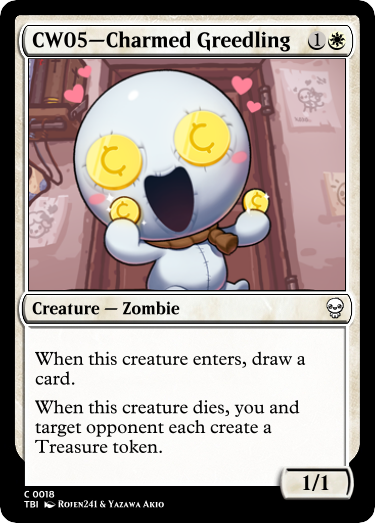 CW05—Charmed Greedling 1
Creature — Zombie
When this creature enters, draw a
card.
When this creature dies, you and
target opponent each create a
Treasure token.
1/1
C 0018
TBI Rojen241 & Yazawa Akio